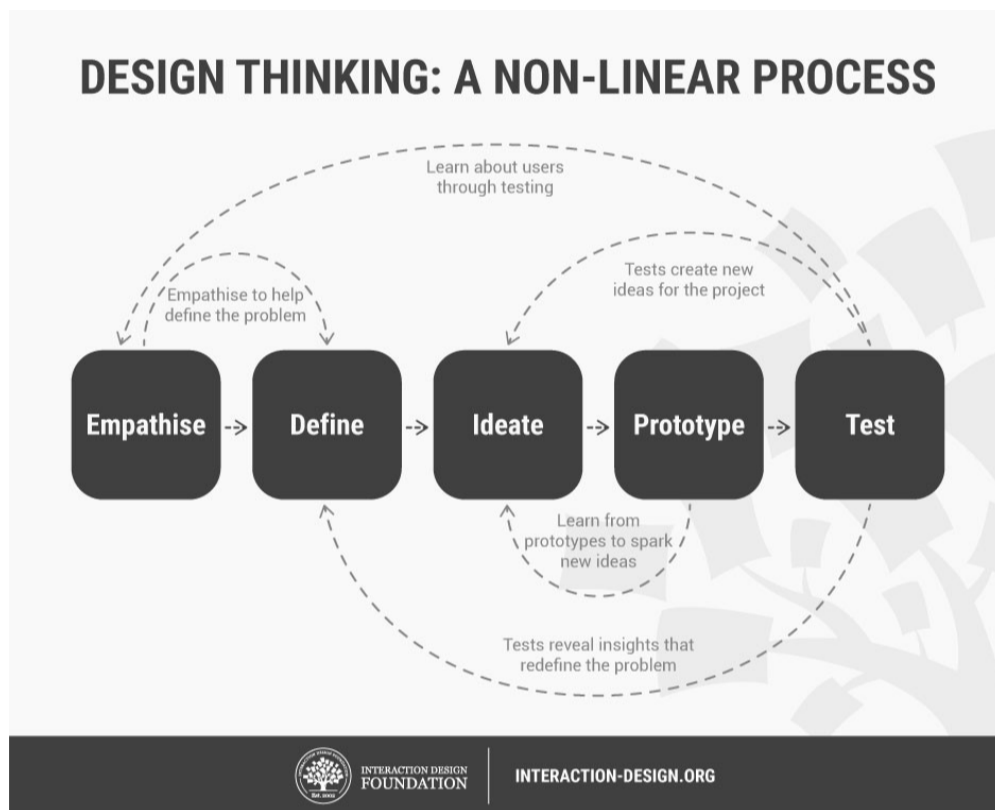 DESIGN THINKING: A NON-LINEAR PROCESS
Learn about users
through testing
Empathise to help
define the problem
Tests create new
ideas for the project
Empathise
Define
Ideate
Prototype
Test
Learn from
prototypes to spark
new ideas
Tests reveal insights that
redefine the problem
INTERACTION DESIGN
FOUNDATION
Est. 2002
INTERACTION-DESIGN.ORG